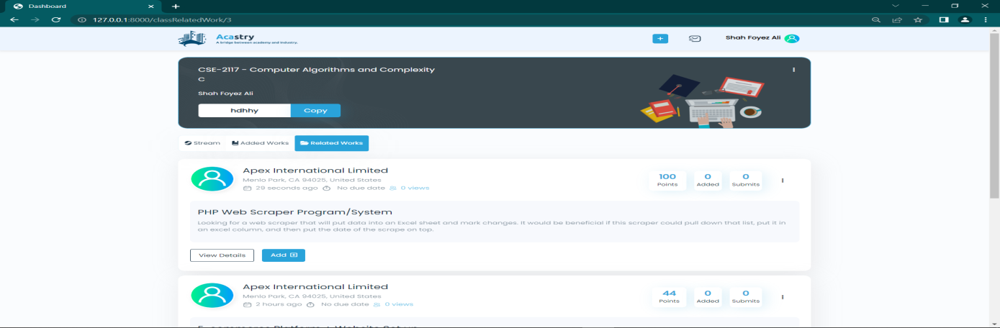 Dashboard
127.0.0.1:8000/classRelatedWork/3
Acastry
A bridge between academy and industry.
Shah Foyez Ali
CSE-2117 - Computer Algorithms and Complexity
C
Shah Foyez Ali
hdhhy Copy
Stream Added Works Related Works
Apex International Limited
Menlo Park, CA 94025, United States
29 seconds ago No due date 0 views
100 0 0
Points Added Submits
PHP Web Scraper Program/System
Looking for a web scraper that will put data into an Excel sheet and mark changes. It would be beneficial if this scraper could pull down that list, put it in
an excel column, and then put the date of the scrape on top.
View Details Add
Apex International Limited
Menlo Park, CA 94025, United States
2 hours ago No due date 0 views
44 0 0
Points Added Submits